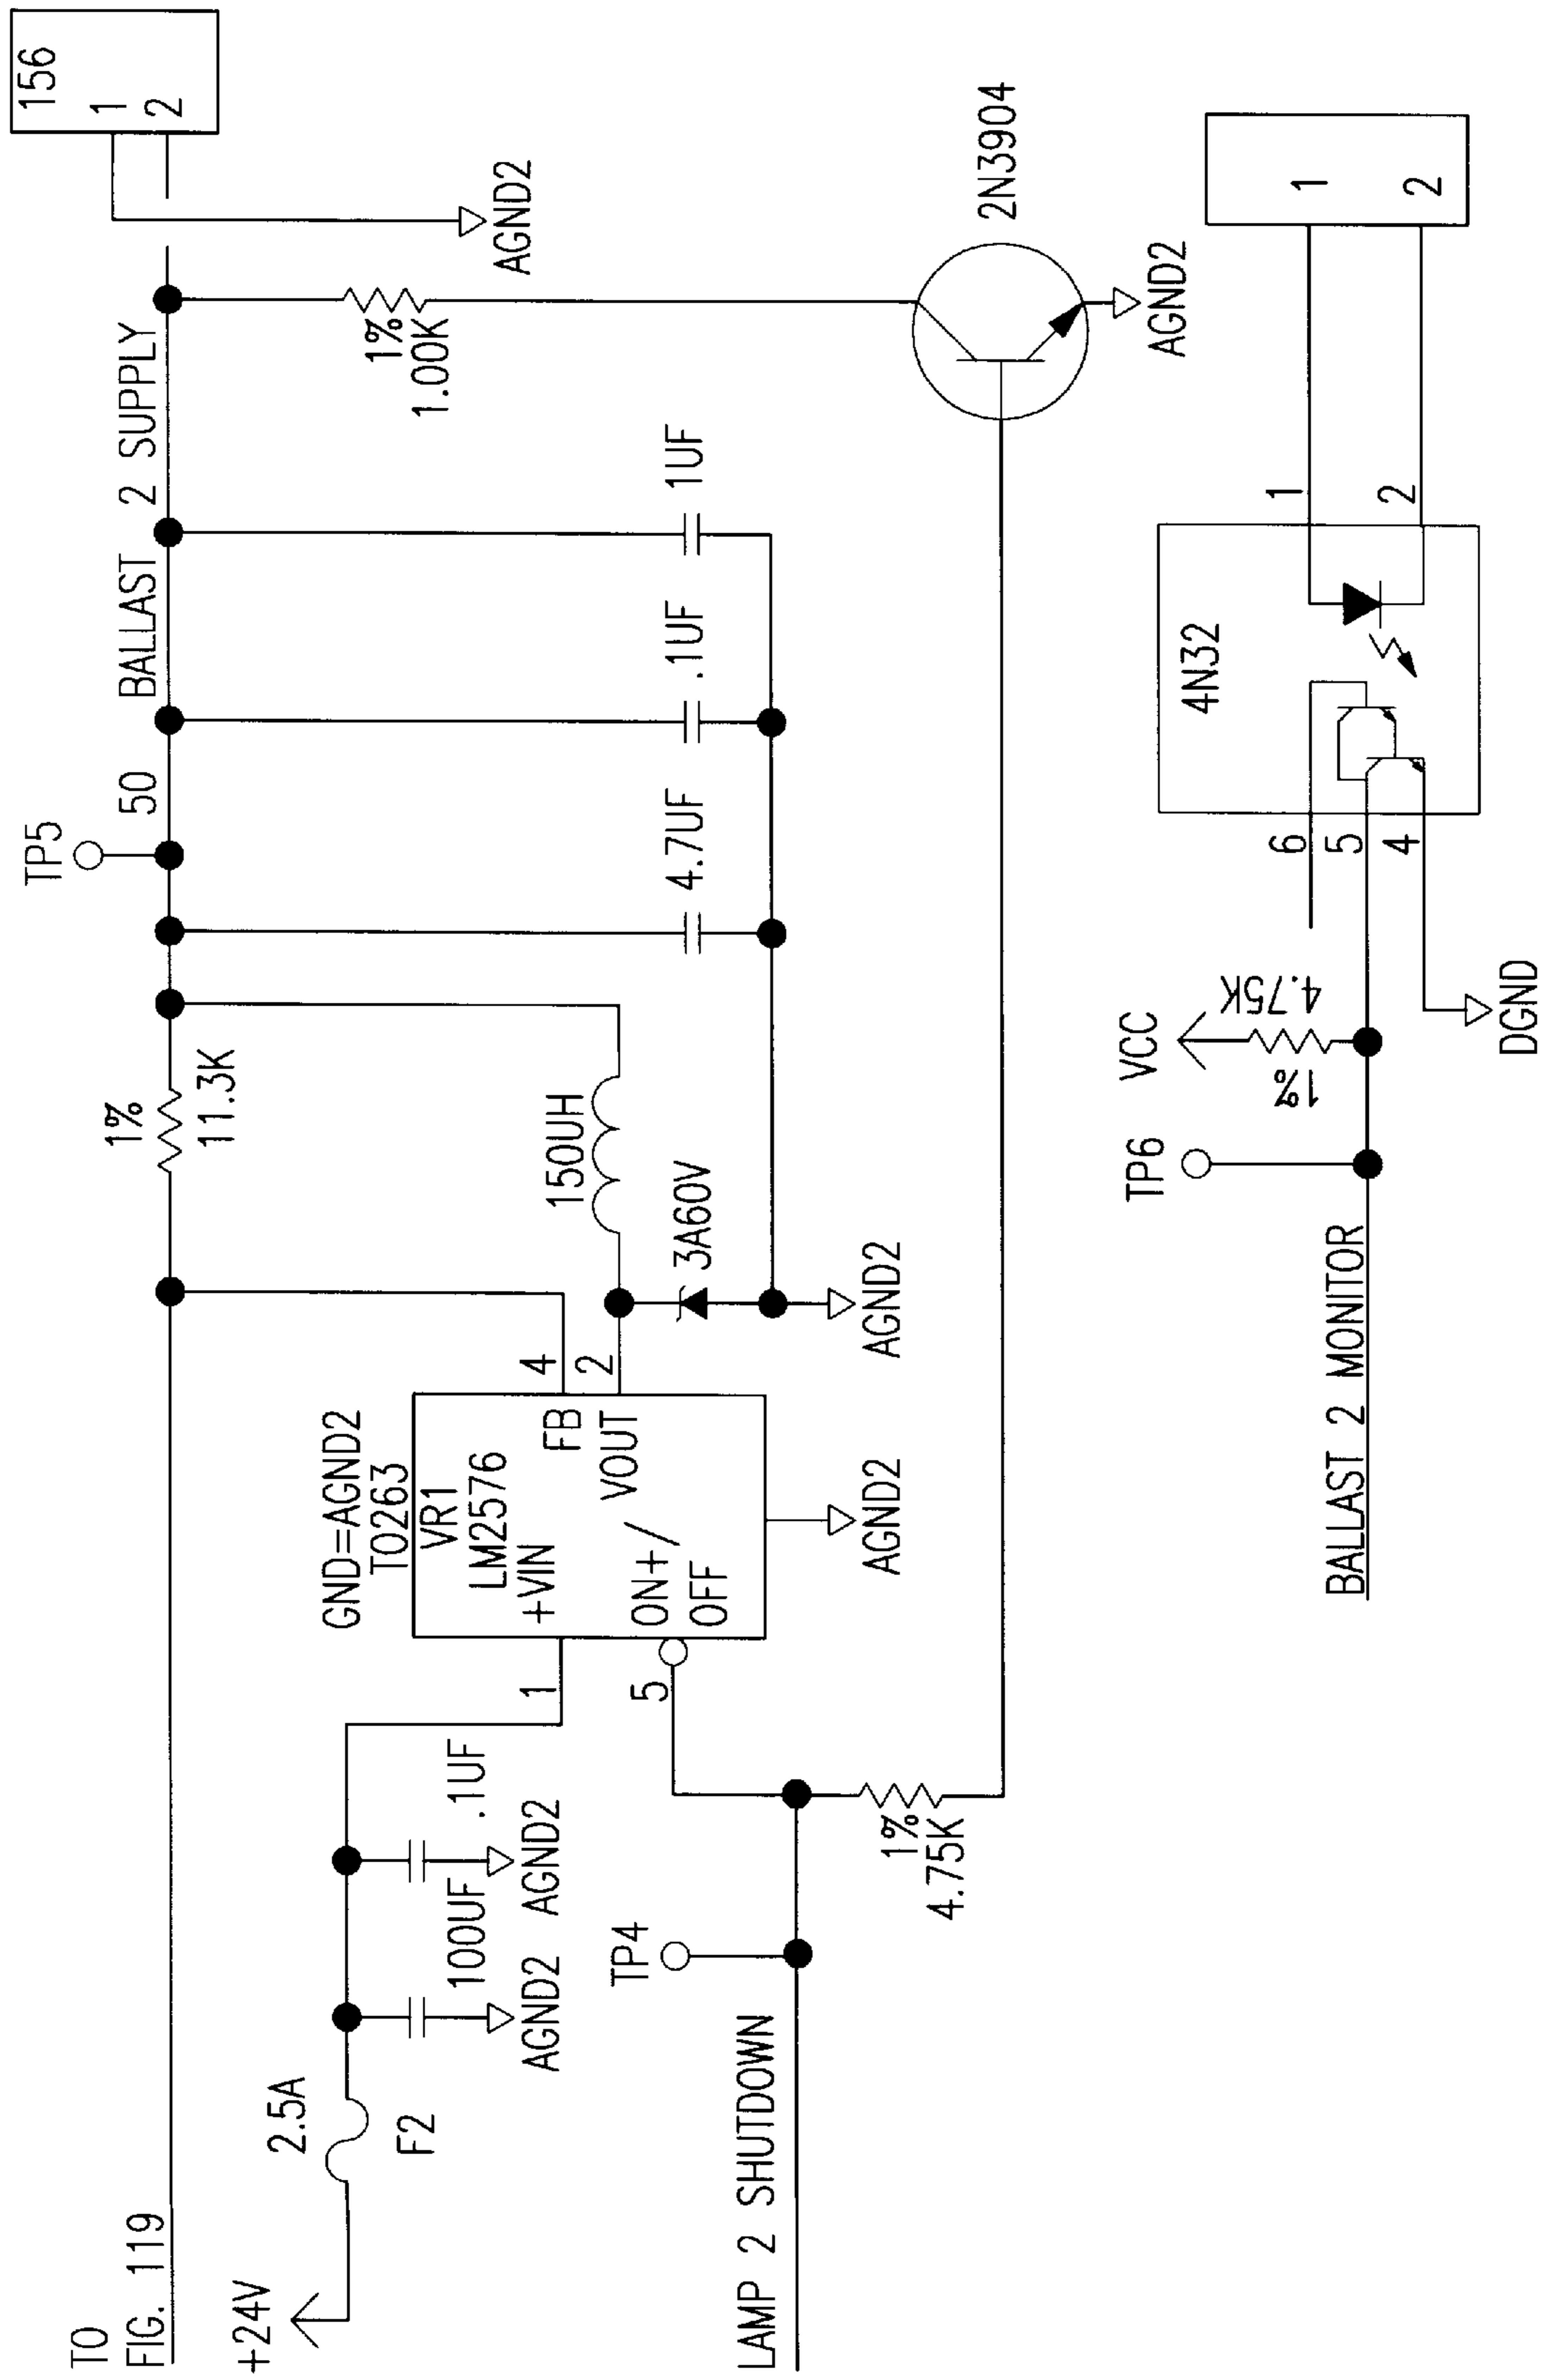 TO
FIG. 119
+24V
2.5A
F2
100UF
AGND2
.1UF
AGND2
LAMP 2 SHUTDOWN
TP4
1%
4.75K
GND=AGND2
TO263
VR1
LM2576
+VIN
1
FB
4
VOUT
2
ON+/
OFF
5
AGND2
1%
11.3K
150UH
3A60V
AGND2
TP5
50
BALLAST 2 SUPPLY
4.7UF
.1UF
.1UF
1%
1.00K
156
1
2
AGND2
2N3904
AGND2
BALLAST 2 MONITOR
TP6
VCC
1%
4.75K
DGND
6
5
4
4N32
1
2
1
2